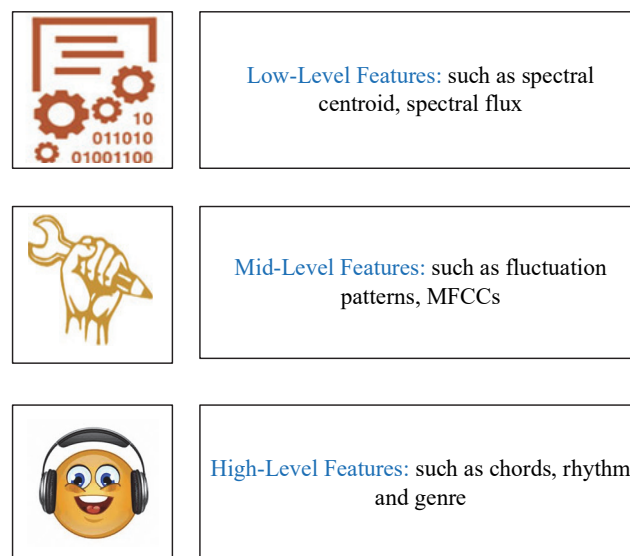 10
011010
01001100
Low-Level Features: such as spectral
centroid, spectral flux
Mid-Level Features: such as fluctuation
patterns, MFCCs
High-Level Features: such as chords, rhythm
and genre